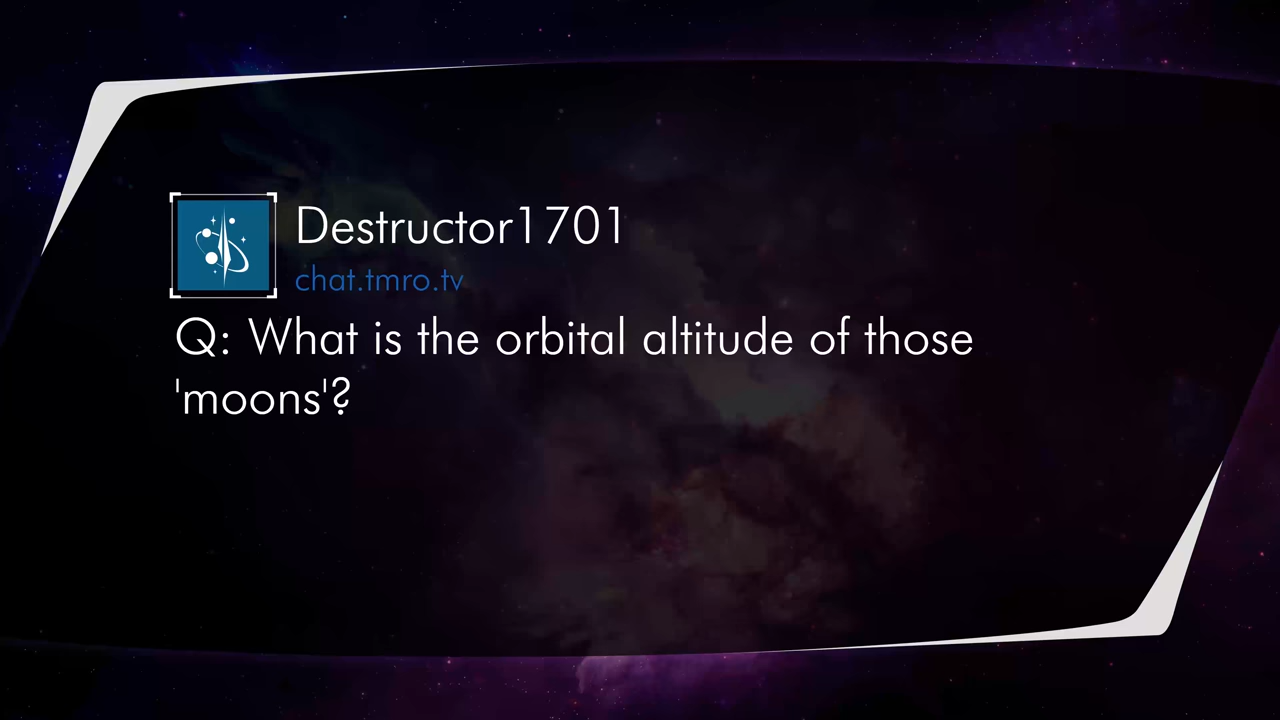 Destructor1701
chat.tmro.tv
Q: What is the orbital altitude of those
'moons'?